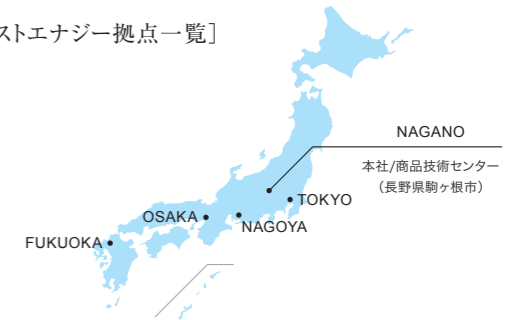 ストエナジー拠点一覧］
NAGANO
本社/商品技術センター
（長野県駒ヶ根市）
TOKYO
OSAKA
NAGOYA
FUKUOKA